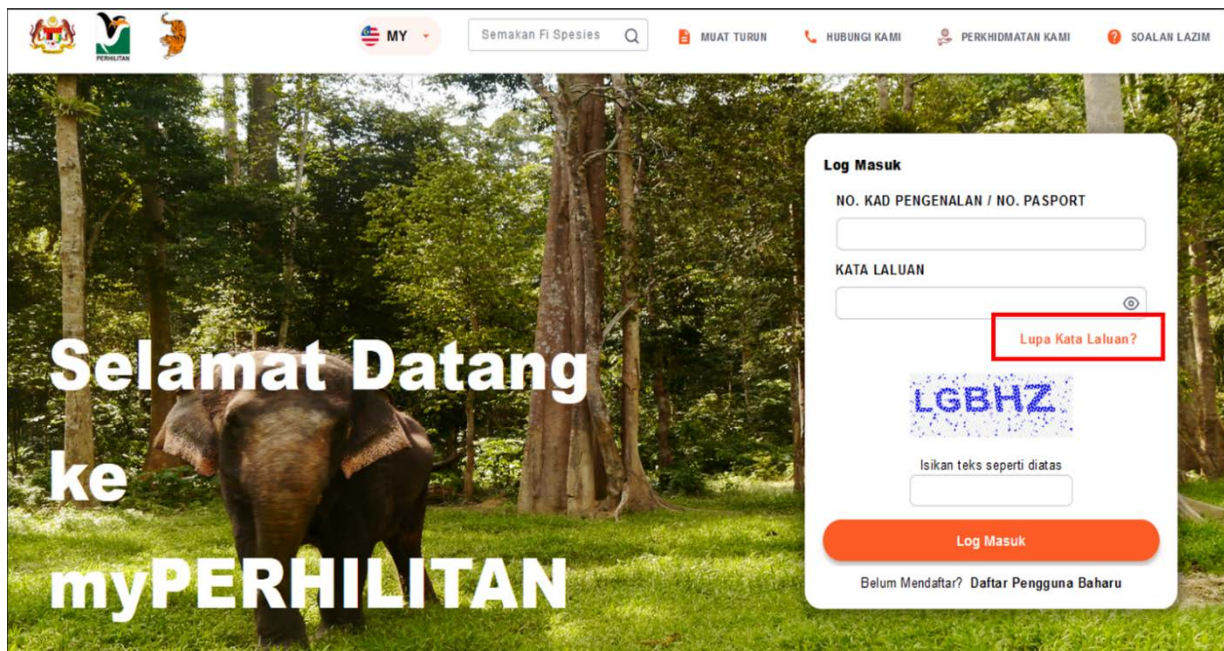 PERHILITAN
MY
Semakan Fi Spesies
MUAT TURUN
HUBUNGI KAMI
PERKHIDMATAN KAMI
SOALAN LAZIM
Selamat Datang
ke
myPERHILITAN
Log Masuk
NO. KAD PENGENALAN / NO. PASPORT
KATA LALUAN
Lupa Kata Laluan?
LGBHZ
Isikan teks seperti diatas
Log Masuk
Belum Mendaftar? Daftar Pengguna Baharu